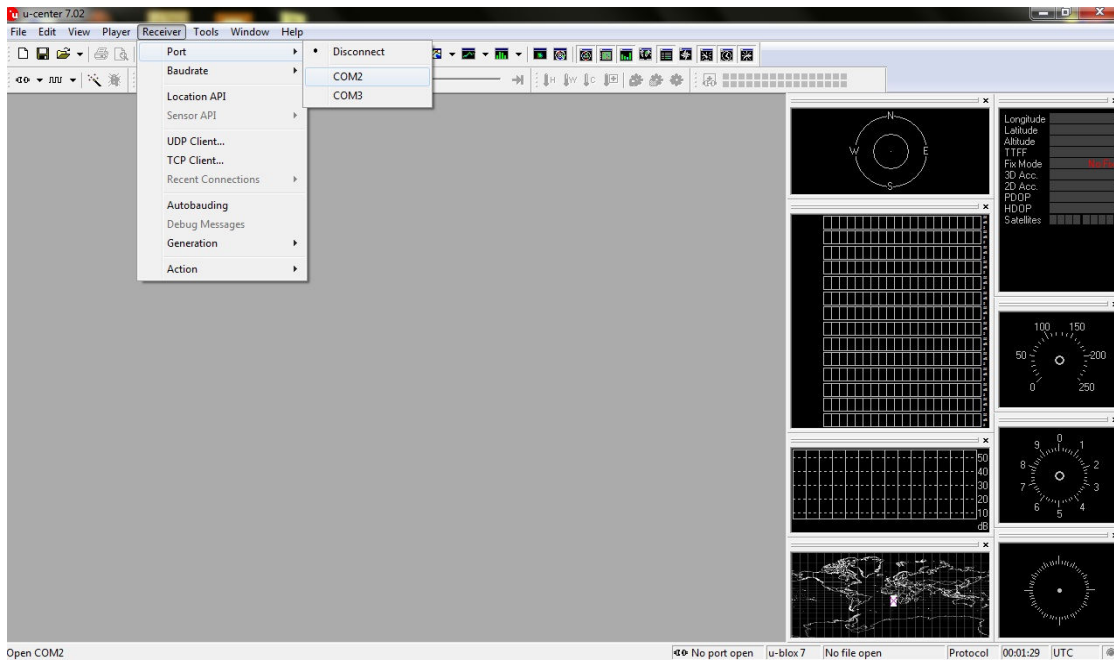 u-center 7.02
File Edit View Player Receiver Tools Window Help
Port
Disconnect
Baudrate
COM2
COM3
Location API
Sensor API
UDP Client...
TCP Client...
Recent Connections
Autobauding
Debug Messages
Generation
Action
N
W E
S
Longitude
Latitude
Altitude
TTFF
Fix Mode
3D Acc.
2D Acc.
PDOP
HDOP
Satellites
100 150
50 200
0 250
50
40
30
20
10
dB
0
9 1
8 2
7 3
6 4
5
Open COM2 No port open u-blox 7 No file open Protocol 00:01:29 UTC